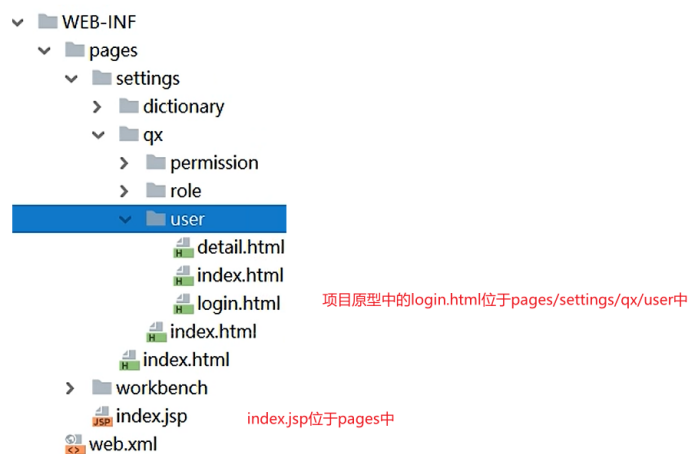 WEB-INF
pages
settings
dictionary
qx
permission
role
user
detail.html
index.html
login.html 项目原型中的login.html位于pages/settings/qx/user中
index.html
index.html
workbench
index.jsp index.jsp位于pages中
web.xml